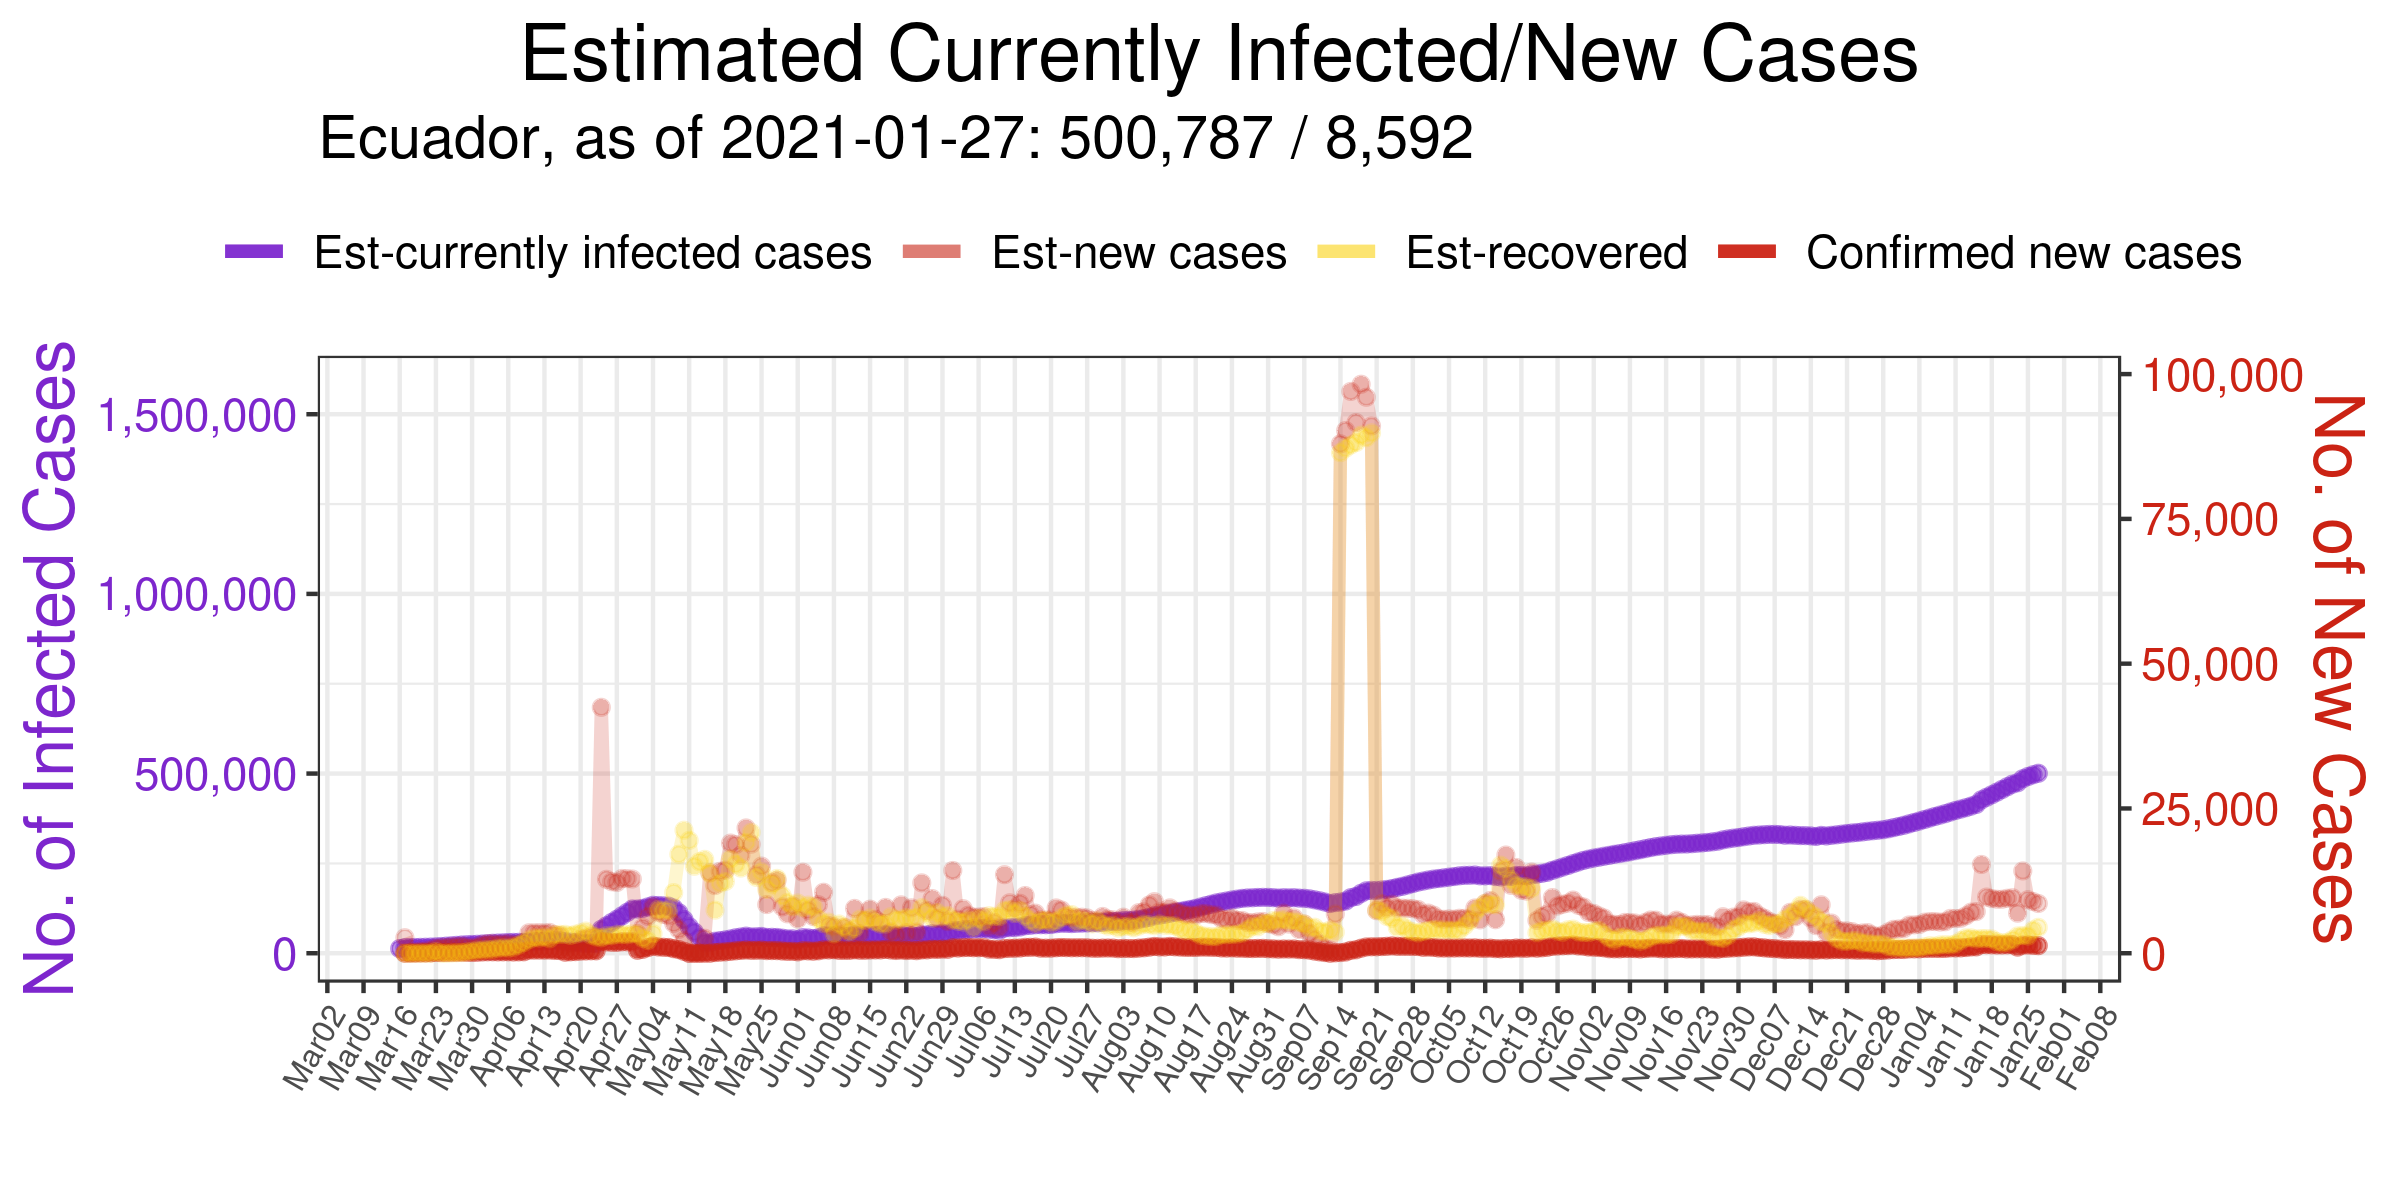 Estimated Currently Infected/New Cases
Ecuador, as of 2021-01-27: 500,787 / 8,592
Est-currently infected cases Est-new cases Est-recovered Confirmed new cases
No. of Infected Cases
1,500,000
1,000,000
500,000
0
100,000
75,000
50,000
25,000
0
No. of New Cases
Mar02 Mar09 Mar16 Mar23 Mar30 Apr06 Apr13 Apr20 Apr27 May04 May11 May18 May25 Jun01 Jun08 Jun15 Jun22 Jun29 Jul06 Jul13 Jul20 Jul27 Aug03 Aug10 Aug17 Aug24 Aug31 Sep07 Sep14 Sep21 Sep28 Oct05 Oct12 Oct19 Oct26 Nov02 Nov09 Nov16 Nov23 Nov30 Dec07 Dec14 Dec21 Dec28 Jan04 Jan11 Jan18 Jan25 Feb01 Feb08